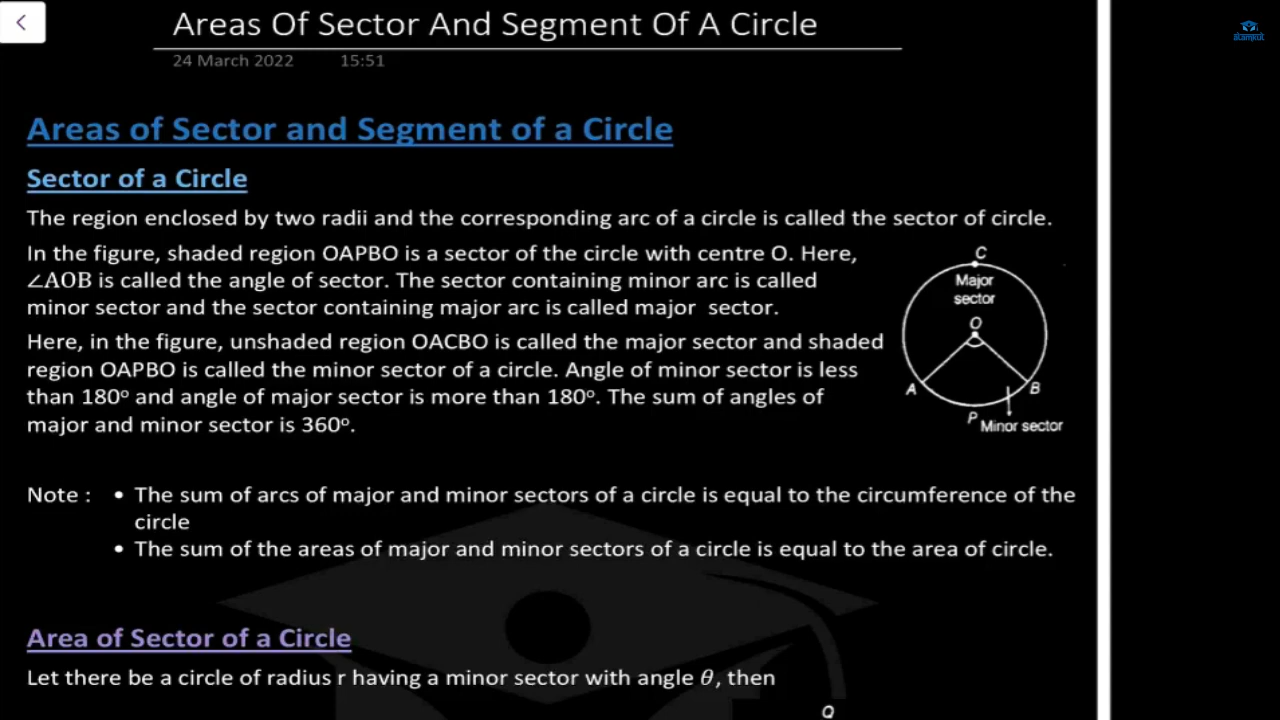 Areas Of Sector And Segment Of A Circle
24 March 2022 15:51
Areas of Sector and Segment of a Circle
Sector of a Circle
The region enclosed by two radii and the corresponding arc of a circle is called the sector of circle.
In the figure, shaded region OAPBO is a sector of the circle with centre O. Here,
∠AOB is called the angle of sector. The sector containing minor arc is called
minor sector and the sector containing major arc is called major sector.
Here, in the figure, unshaded region OACBO is called the major sector and shaded
region OAPBO is called the minor sector of a circle. Angle of minor sector is less
than 180° and angle of major sector is more than 180°. The sum of angles of
major and minor sector is 360°.
C
Major
sector
O
A
B
P
Minor sector
Note : • The sum of arcs of major and minor sectors of a circle is equal to the circumference of the
circle
• The sum of the areas of major and minor sectors of a circle is equal to the area of circle.
Area of Sector of a Circle
Let there be a circle of radius r having a minor sector with angle θ, then
Q